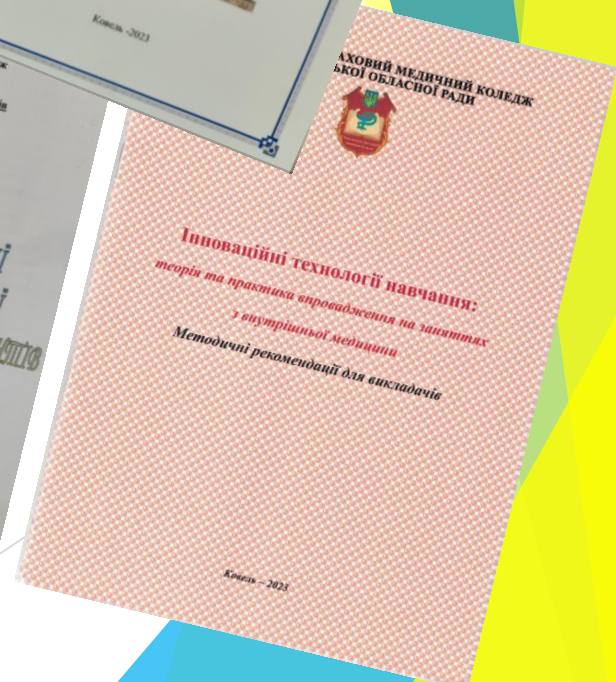 Ковель -2023
АХОВИЙ МЕДИЧНИЙ КОЛЕДЖ
ЬКОЇ ОБЛАСНОЇ РАДИ
Інноваційні технології навчання:
теорія та практика впровадження на заняттях
з внутрішньої медицини
Методичні рекомендації для викладачів
Ковель – 2023